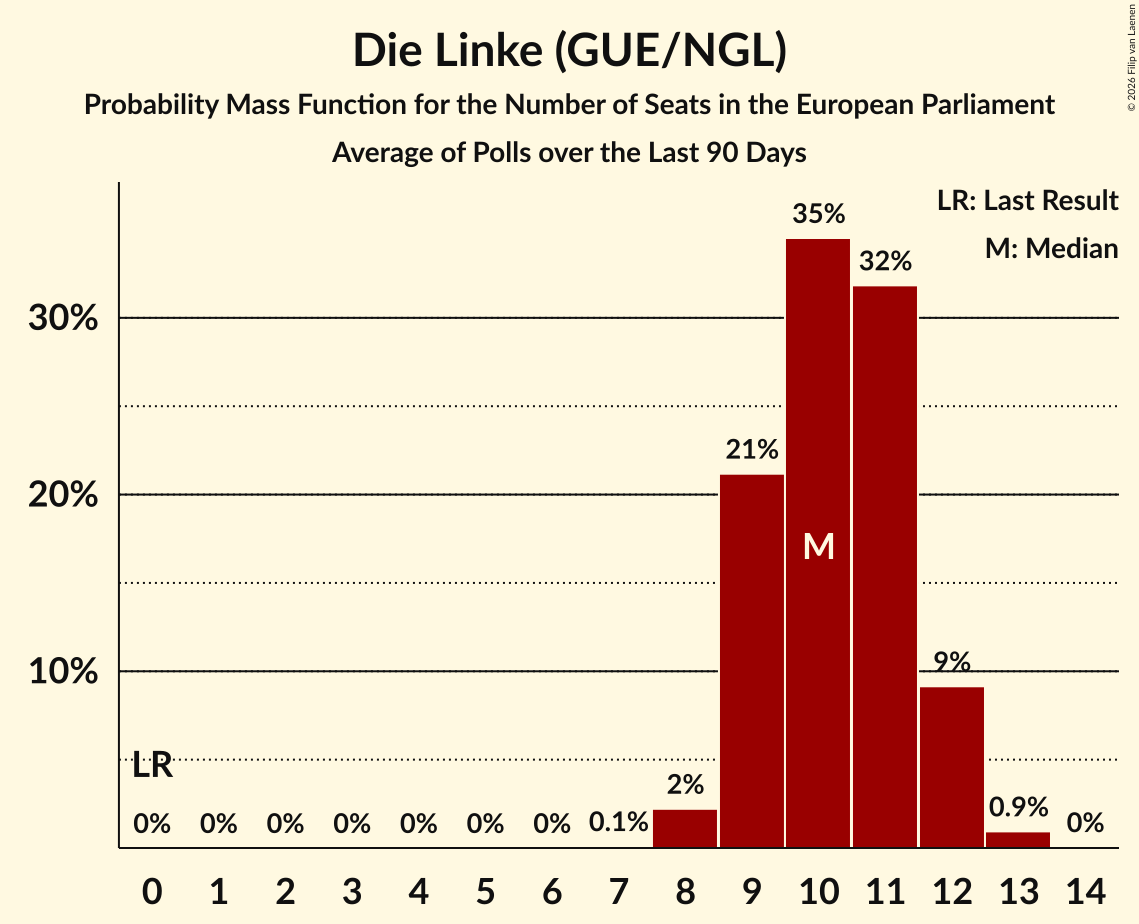 Die Linke (GUE/NGL)
Probability Mass Function for the Number of Seats in the European Parliament
Average of Polls over the Last 90 Days
© 2026 Filip van Laenen
LR: Last Result
M: Median
30%
20%
10%
LR
0%
0%
0%
0%
0%
0%
0%
0.1%
2%
21%
35%
M
32%
9%
0.9%
0%
0 1 2 3 4 5 6 7 8 9 10 11 12 13 14